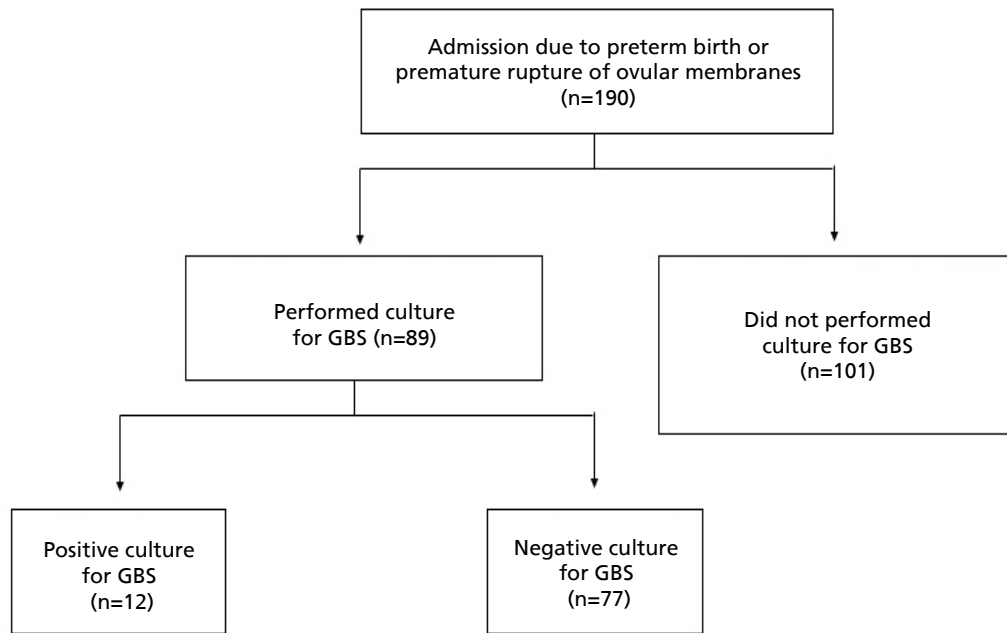 Admission due to preterm birth or
premature rupture of ovular membranes
(n=190)
Performed culture
for GBS (n=89)
Did not performed
culture for GBS
(n=101)
Positive culture
for GBS
(n=12)
Negative culture
for GBS
(n=77)